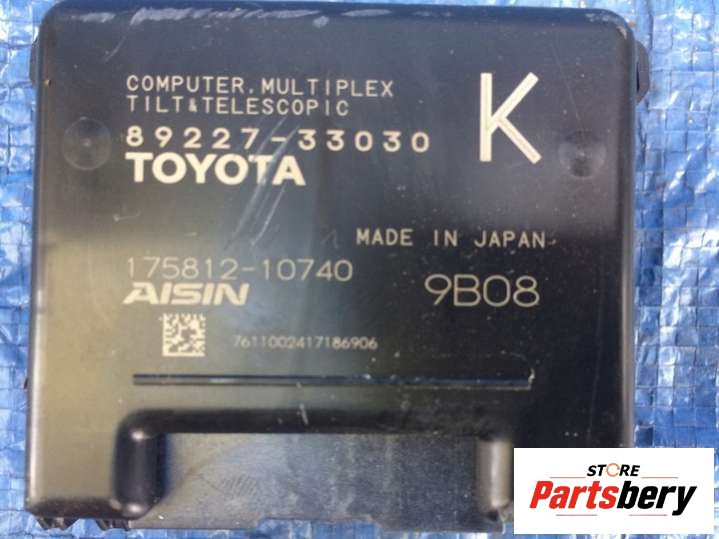 COMPUTER.MULTIPLEX
TILT&TELESCOPIC
K
89227-33030
TOYOTA
MADE IN JAPAN
175812-10740
AISIN
9B08
7611002417186906
STORE
Partsbery